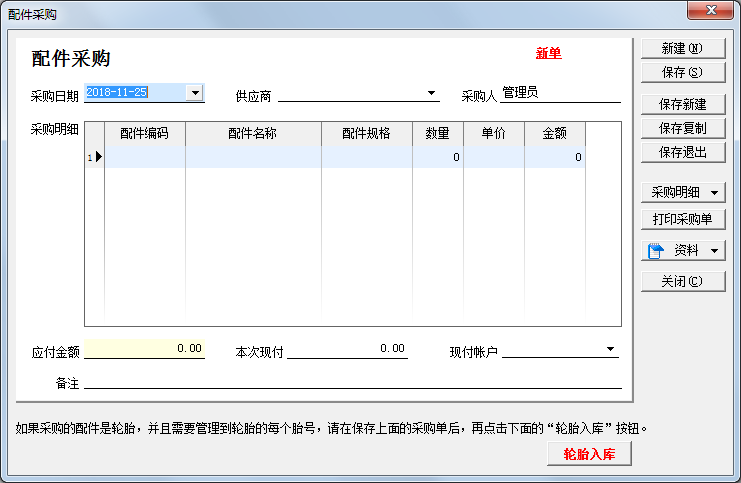 配件采购
配件采购
新单
采购日期 2018-11-25 供应商 采购人 管理员
采购明细
配件编码 配件名称 配件规格 数量 单价 金额
1 0 0
应付金额 0.00 本次现付 0.00 现付帐户
备注
如果采购的配件是轮胎，并且需要管理到轮胎的每个胎号，请在保存上面的采购单后，再点击下面的“轮胎入库”按钮。
轮胎入库
新建(N)
保存(S)
保存新建
保存复制
保存退出
采购明细
打印采购单
资料
关闭(C)